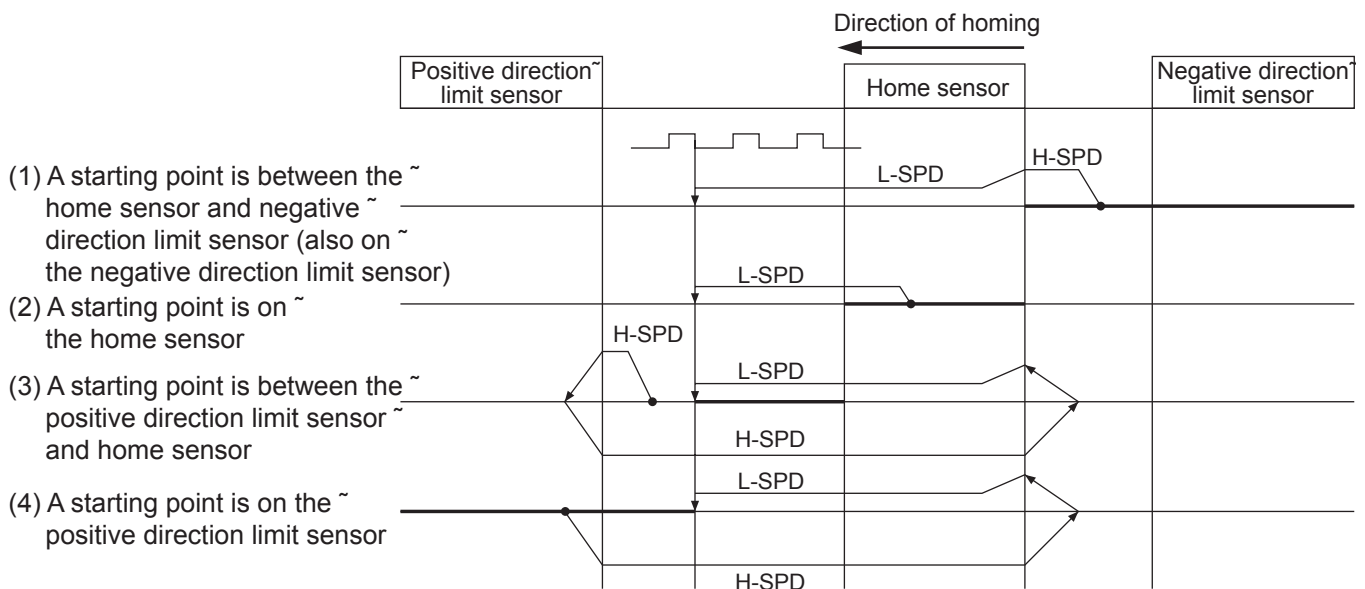 Direction of homing
Positive direction˜
limit sensor
Home sensor
Negative direction˜
limit sensor
(1) A starting point is between the ˜
home sensor and negative ˜
direction limit sensor (also on ˜
the negative direction limit sensor)
L-SPD
H-SPD
(2) A starting point is on ˜
the home sensor
L-SPD
H-SPD
(3) A starting point is between the ˜
positive direction limit sensor ˜
and home sensor
L-SPD
H-SPD
(4) A starting point is on the ˜
positive direction limit sensor
L-SPD
H-SPD